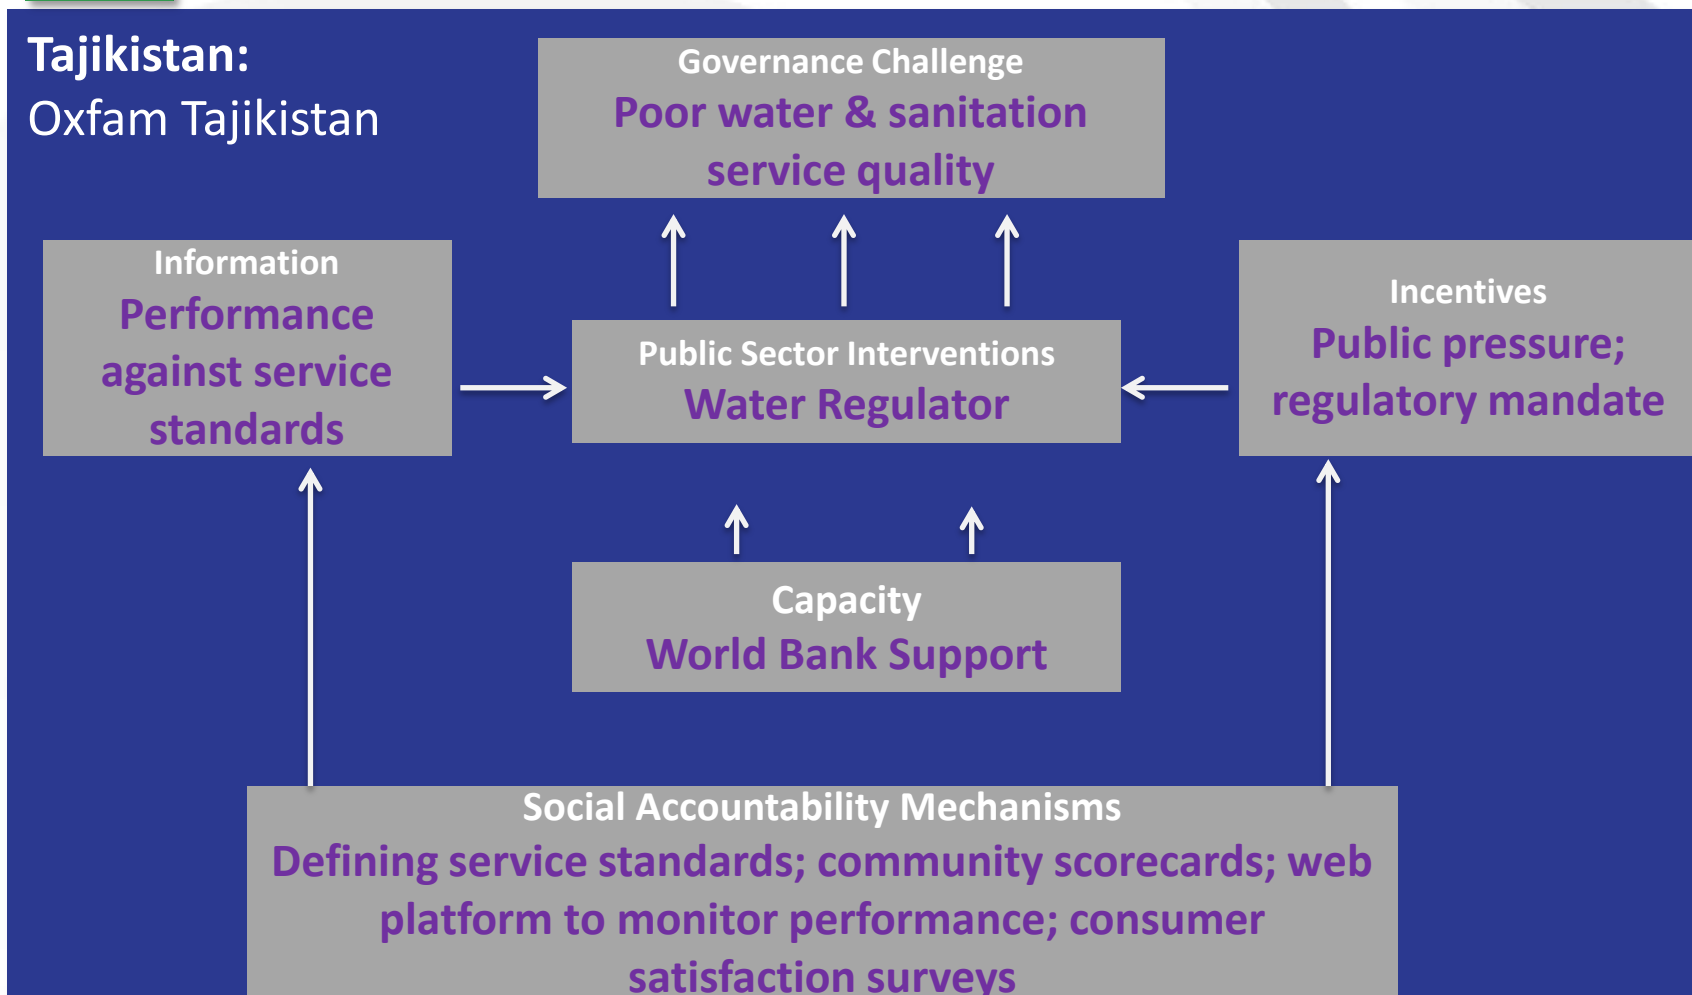 Tajikistan:
Oxfam Tajikistan
Governance Challenge
Poor water & sanitation
service quality
Information
Performance
against service
standards
Public Sector Interventions
Water Regulator
Incentives
Public pressure;
regulatory mandate
Capacity
World Bank Support
Social Accountability Mechanisms
Defining service standards; community scorecards; web
platform to monitor performance; consumer
satisfaction surveys